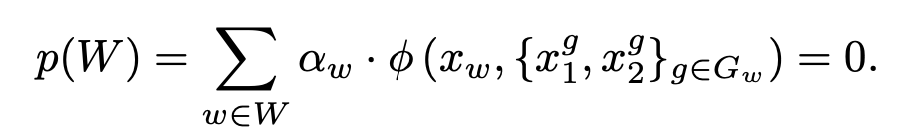 p(W) = ∑_{w∈W} α_w · ϕ (x_w, {x_1^g, x_2^g}_{g∈G_w}) = 0.